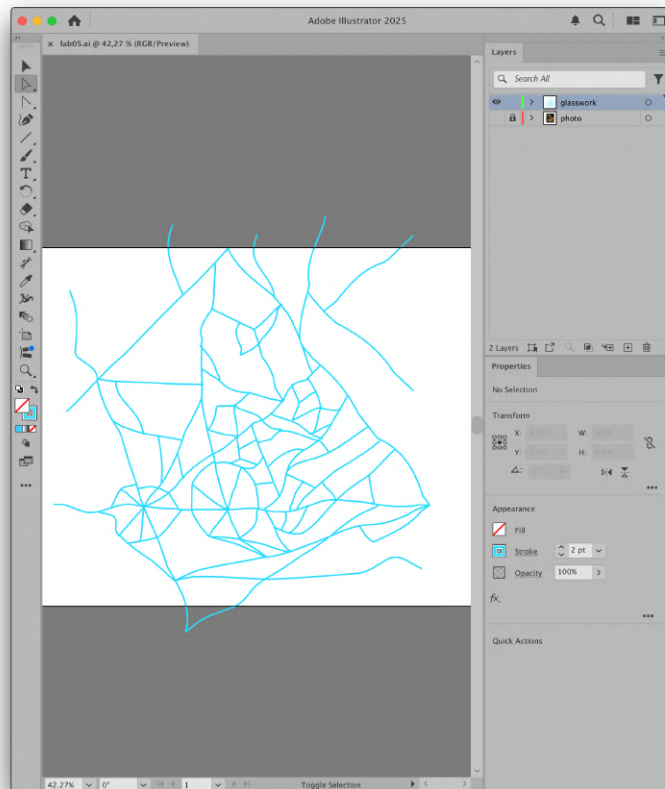 Adobe Illustrator 2025
lab05.ai @ 42,27 % (RGB/Preview)
Layers
Search All
glasswork
photo
2 Layers
Properties
No Selection
Transform
X:
W:
Y:
H:
Appearance
Fill
Stroke
2 pt
Opacity
100%
fx.
Quick Actions
42,27%
0°
1
Toggle Selection